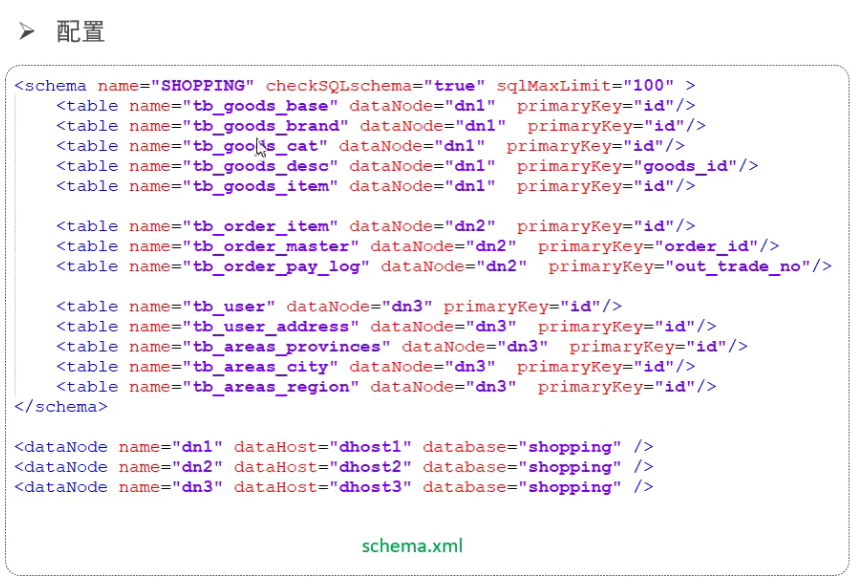 ➢ 配置
<schema name="SHOPPING" checkSQLschema="true" sqlMaxLimit="100" >
<table name="tb_goods_base" dataNode="dn1" primaryKey="id"/>
<table name="tb_goods_brand" dataNode="dn1" primaryKey="id"/>
<table name="tb_goods_cat" dataNode="dn1" primaryKey="id"/>
<table name="tb_goods_desc" dataNode="dn1" primaryKey="goods_id"/>
<table name="tb_goods_item" dataNode="dn1" primaryKey="id"/>
<table name="tb_order_item" dataNode="dn2" primaryKey="id"/>
<table name="tb_order_master" dataNode="dn2" primaryKey="order_id"/>
<table name="tb_order_pay_log" dataNode="dn2" primaryKey="out_trade_no"/>
<table name="tb_user" dataNode="dn3" primaryKey="id"/>
<table name="tb_user_address" dataNode="dn3" primaryKey="id"/>
<table name="tb_areas_provinces" dataNode="dn3" primaryKey="id"/>
<table name="tb_areas_city" dataNode="dn3" primaryKey="id"/>
<table name="tb_areas_region" dataNode="dn3" primaryKey="id"/>
</schema>
<dataNode name="dn1" dataHost="dhost1" database="shopping" />
<dataNode name="dn2" dataHost="dhost2" database="shopping" />
<dataNode name="dn3" dataHost="dhost3" database="shopping" />
schema.xml